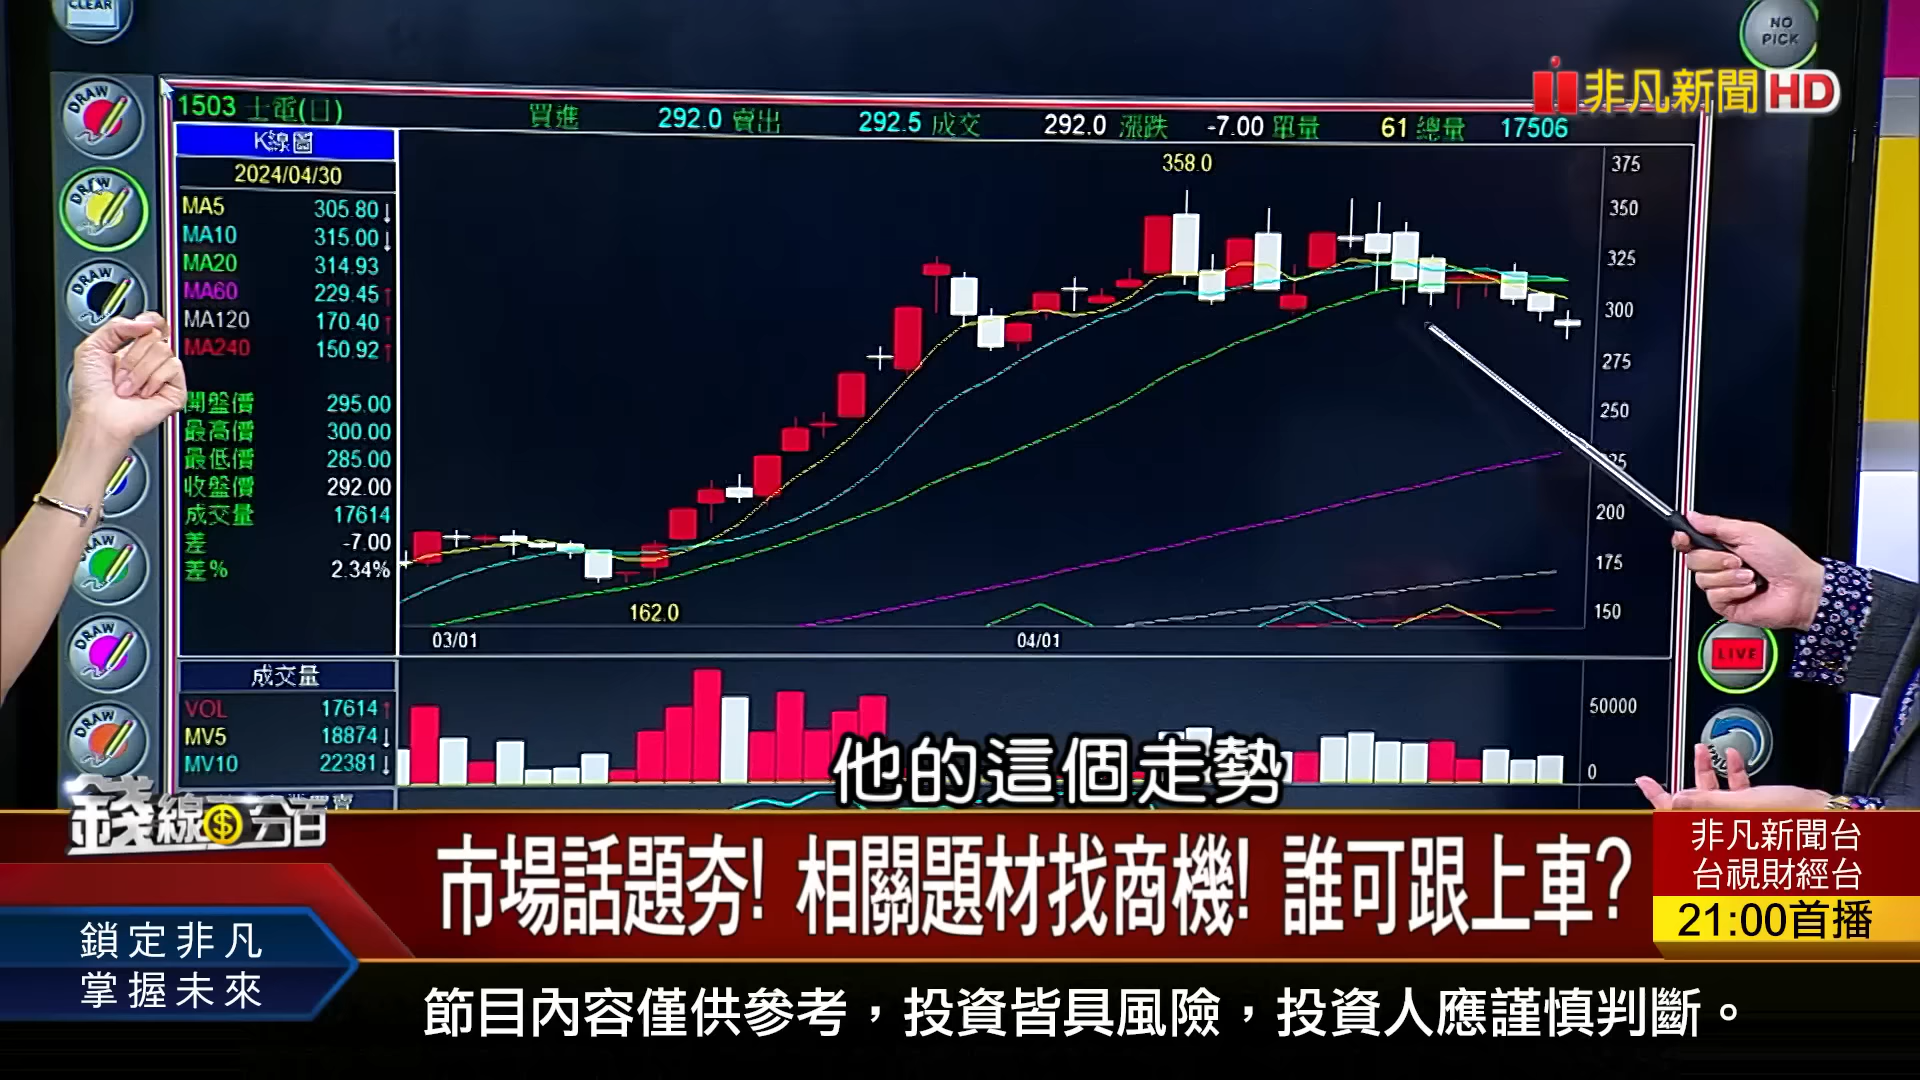 CLEAR
NO
PICK
非凡新聞HD
1503 士電(日) 買進 292.0 賣出 292.5 成交 292.0 漲跌 -7.00 單量 61 總量 17506
K線圖
2024/04/30
MA5 305.80↓
MA10 315.00↓
MA20 314.93
MA60 229.45↑
MA120 170.40↑
MA240 150.92↑
開盤價 295.00
最高價 300.00
最低價 285.00
收盤價 292.00
成交量 17614
差 -7.00
差% 2.34%
358.0
162.0
375
350
325
300
275
250
200
175
150
03/01
04/01
成交量
VOL 17614↑
MV5 18874↓
MV10 22381↓
50000
0
DRAW
DRAW
DRAW
DRAW
DRAW
DRAW
LIVE
他的這個走勢
錢線$百分百
市場話題夯! 相關題材找商機! 誰可跟上車?
非凡新聞台
台視財經台
21:00首播
鎖定非凡
掌握未來
節目內容僅供參考，投資皆具風險，投資人應謹慎判斷。